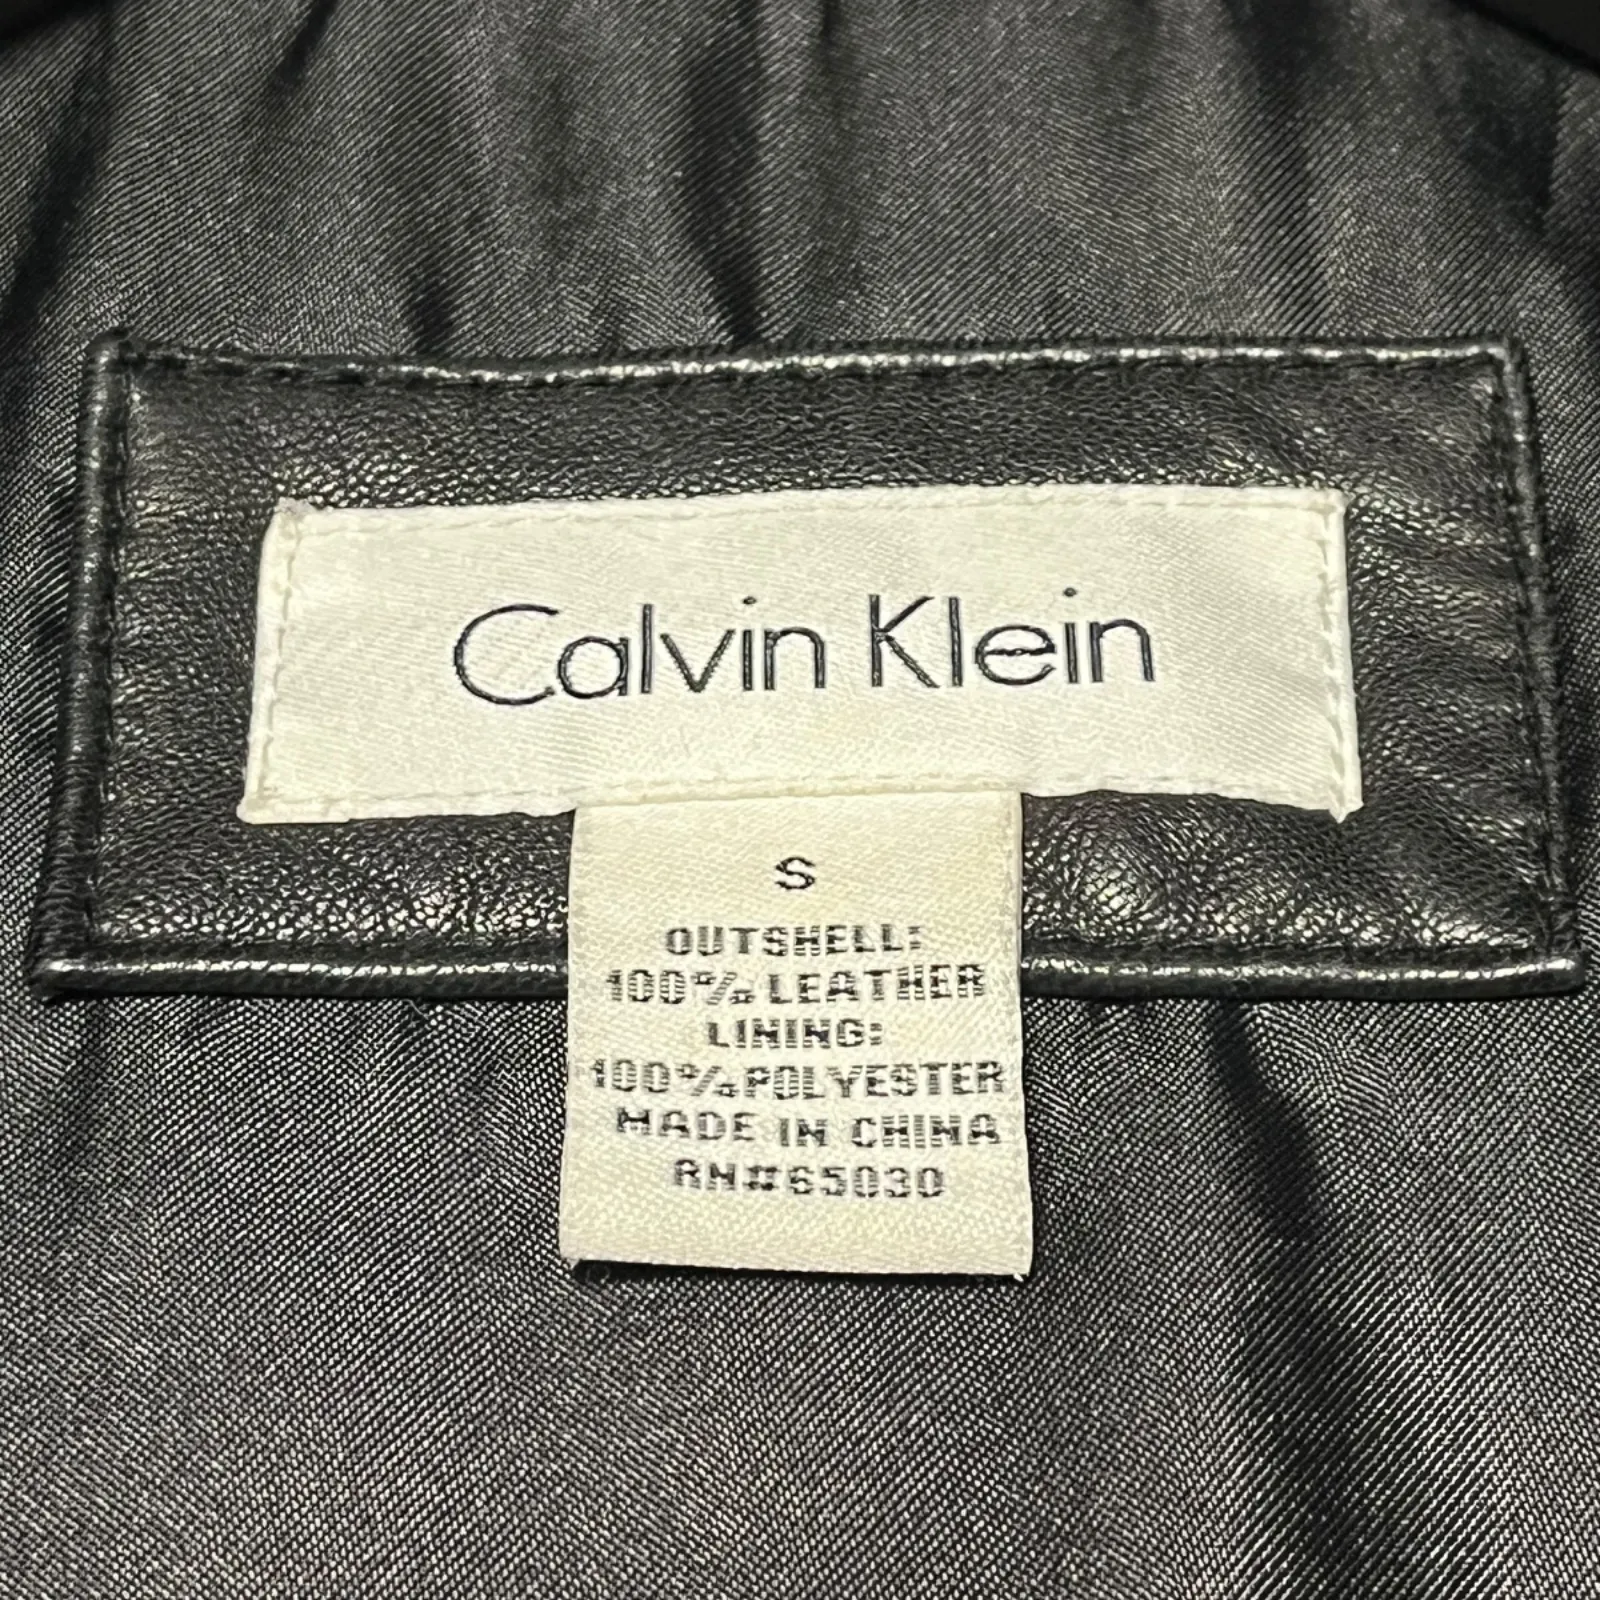 Calvin Klein
S
OUTSHELL:
100% LEATHER
LINING:
100% POLYESTER
MADE IN CHINA
RN#65030